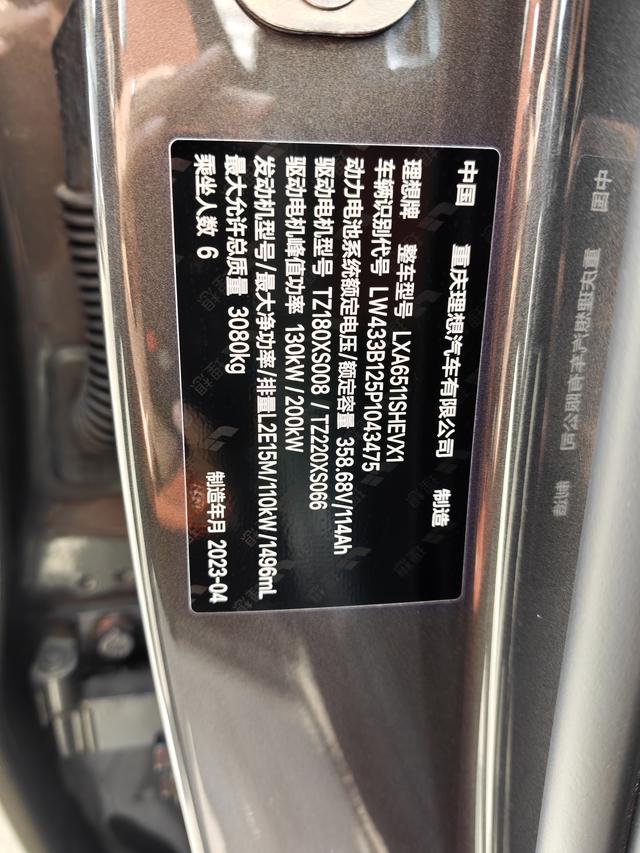 中国 重庆理想汽车有限公司 制造
理想牌 整车型号 LXA6511SHEVX1
车辆识别代号 LW433B125P1043475
动力电池系统额定电压/额定容量 358.68V/114Ah
驱动电机型号 TZ180XS008 / TZ220XS066
驱动电机峰值功率 130kW/200kW
发动机型号/最大净功率/排量L2E15M/110kW/1496mL
最大允许总质量 3080kg
乘坐人数 6 制造年月 2023-04